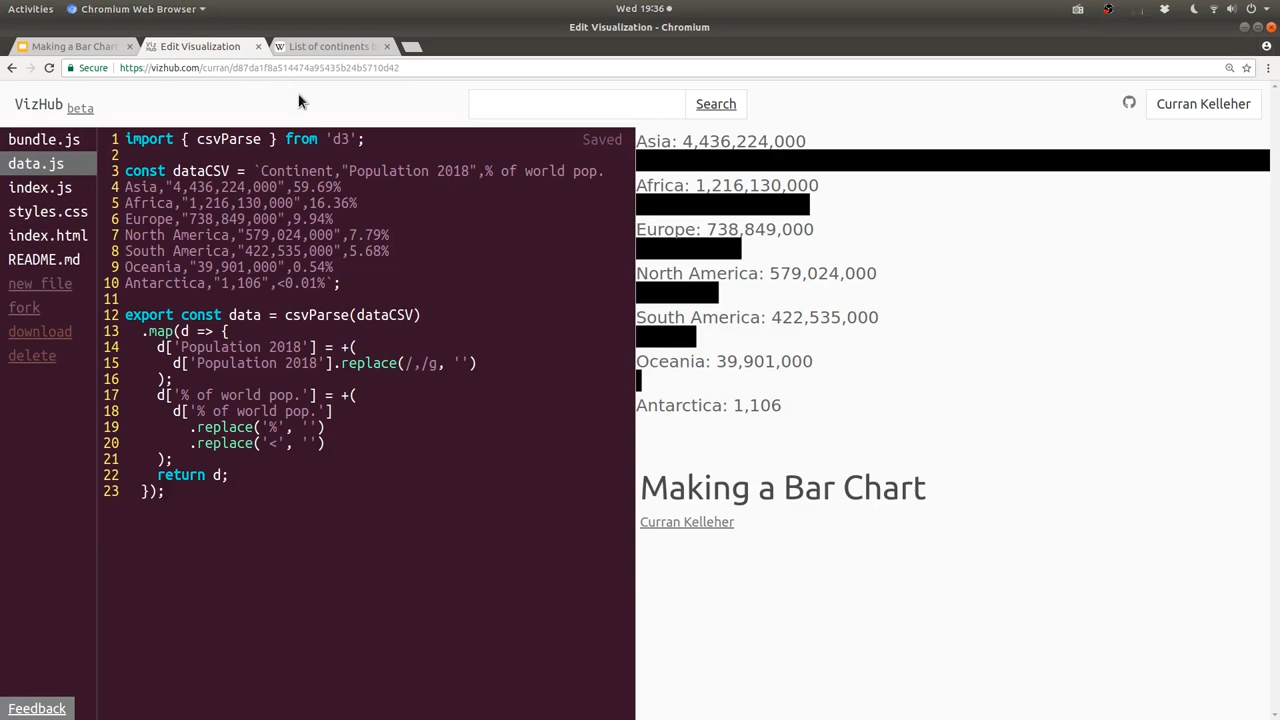 Activities Chromium Web Browser Wed 19:36
Edit Visualization - Chromium
Making a Bar Chart Edit Visualization List of continents b
Secure https://vizhub.com/curran/d87da1f8a514474a95435b24b5710d42
VizHub beta Search Curran Kelleher
bundle.js
data.js
index.js
styles.css
index.html
README.md
new file
fork
download
delete
Feedback
Saved
1 import { csvParse } from 'd3';
2
3 const dataCSV = `Continent,"Population 2018",% of world pop.
4 Asia,"4,436,224,000",59.69%
5 Africa,"1,216,130,000",16.36%
6 Europe,"738,849,000",9.94%
7 North America,"579,024,000",7.79%
8 South America,"422,535,000",5.68%
9 Oceania,"39,901,000",0.54%
10 Antarctica,"1,106",<0.01%`;
11
12 export const data = csvParse(dataCSV)
13 .map(d => {
14 d['Population 2018'] = +(
15 d['Population 2018'].replace(/,/g, '')
16 );
17 d['% of world pop.'] = +(
18 d['% of world pop.']
19 .replace('%', '')
20 .replace('<', '')
21 );
22 return d;
23 });
Asia: 4,436,224,000
Africa: 1,216,130,000
Europe: 738,849,000
North America: 579,024,000
South America: 422,535,000
Oceania: 39,901,000
Antarctica: 1,106
Making a Bar Chart
Curran Kelleher